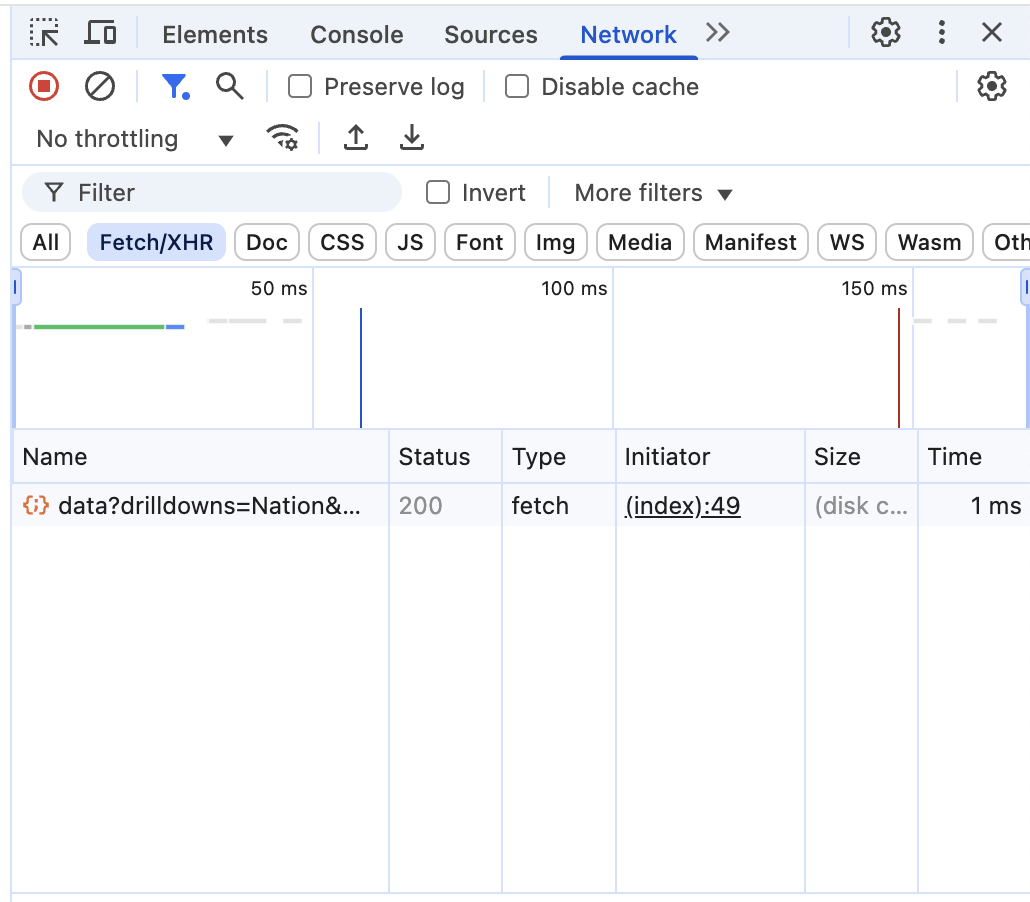 Elements Console Sources Network
Preserve log Disable cache
No throttling
Filter Invert More filters
All Fetch/XHR Doc CSS JS Font Img Media Manifest WS Wasm Oth
50 ms 100 ms 150 ms
Name Status Type Initiator Size Time
data?drilldowns=Nation&... 200 fetch (index):49 (disk c... 1 ms